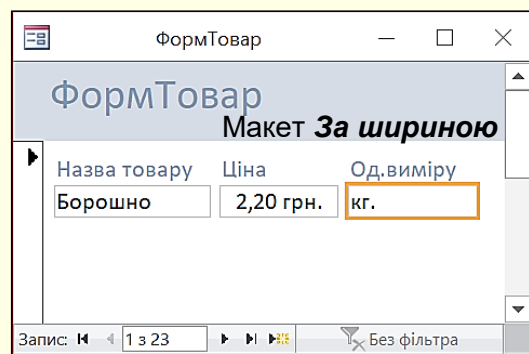 ФормТовар
ФормТовар
Макет За шириною
Назва товару Ціна Од.виміру
Борошно 2,20 грн. кг.
Запис: 1 з 23 Без фільтра